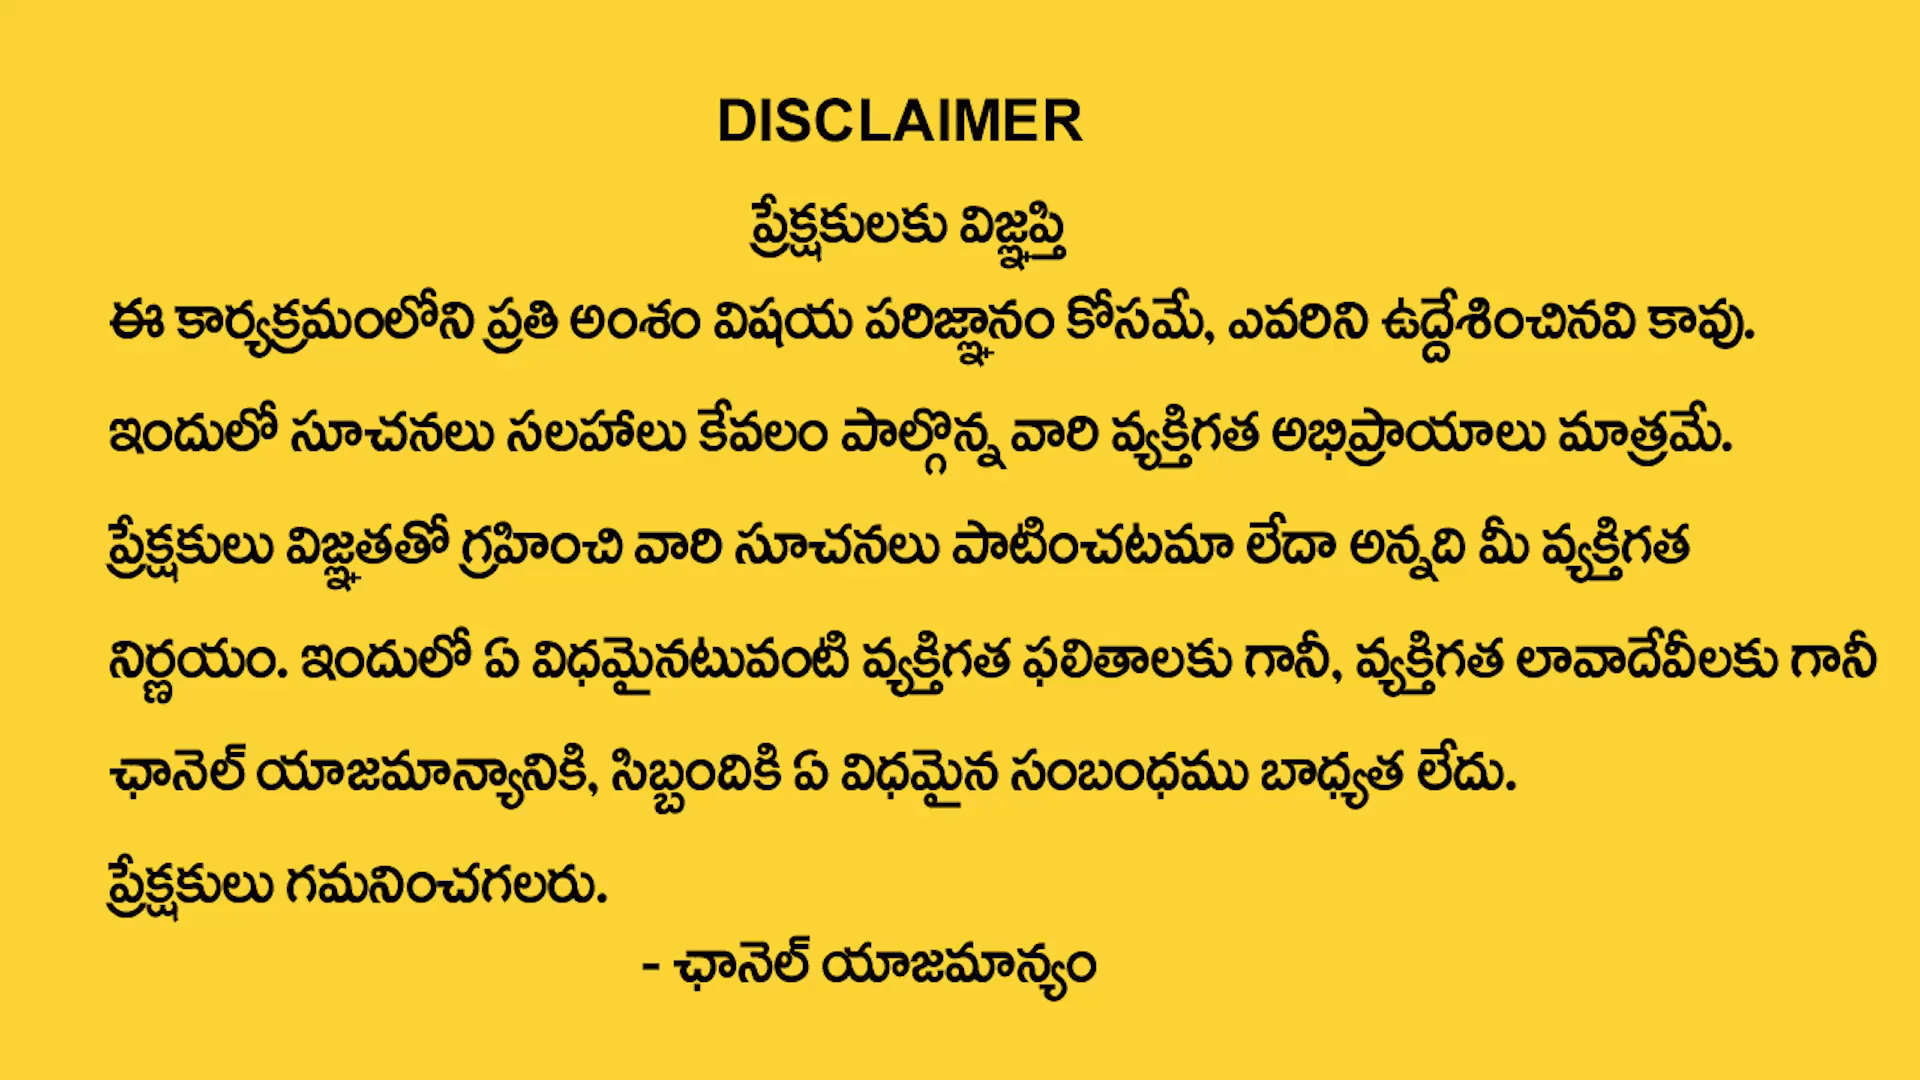 DISCLAIMER
ప్రేక్షకులకు విజ్ఞప్తి
ఈ కార్యక్రమంలోని ప్రతి అంశం విషయ పరిజ్ఞానం కోసమే, ఎవరిని ఉద్దేశించినవి కావు.
ఇందులో సూచనలు సలహాలు కేవలం పాల్గొన్న వారి వ్యక్తిగత అభిప్రాయాలు మాత్రమే.
ప్రేక్షకులు విజ్ఞతతో గ్రహించి వారి సూచనలు పాటించటమా లేదా అన్నది మీ వ్యక్తిగత
నిర్ణయం. ఇందులో ఏ విధమైనటువంటి వ్యక్తిగత ఫలితాలకు గానీ, వ్యక్తిగత లావాదేవీలకు గానీ
ఛానెల్ యాజమాన్యానికి, సిబ్బందికి ఏ విధమైన సంబంధము బాధ్యత లేదు.
ప్రేక్షకులు గమనించగలరు.
- ఛానెల్ యాజమాన్యం